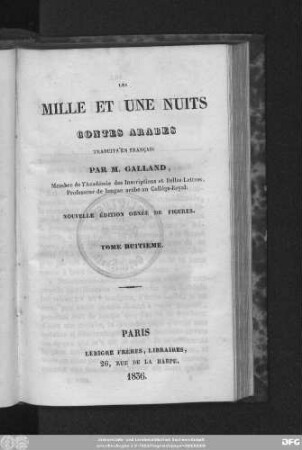 LES
MILLE ET UNE NUITS
CONTES ARABES
TRADUITS EN FRANÇAIS
PAR M. GALLAND,
Membre de l'Académie des Inscriptions et Belles-Lettres,
Professeur de langue arabe au Collége-Royal.
NOUVELLE ÉDITION ORNÉE DE FIGURES.
TOME HUITIÈME.
PARIS
LEBIGRE FRÈRES, LIBRAIRES,
26, RUE DE LA HARPE.
1836.
DFG